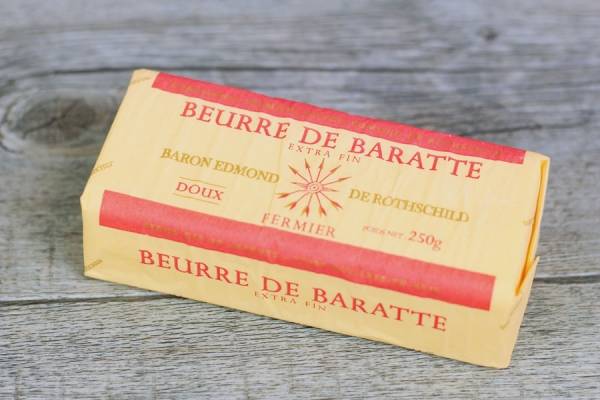 BEURRE DE BARATTE
EXTRA FIN
BARON EDMOND DE ROTHSCHILD
DOUX
FERMIER
POIDS NET 250g
BEURRE DE BARATTE
EXTRA FIN